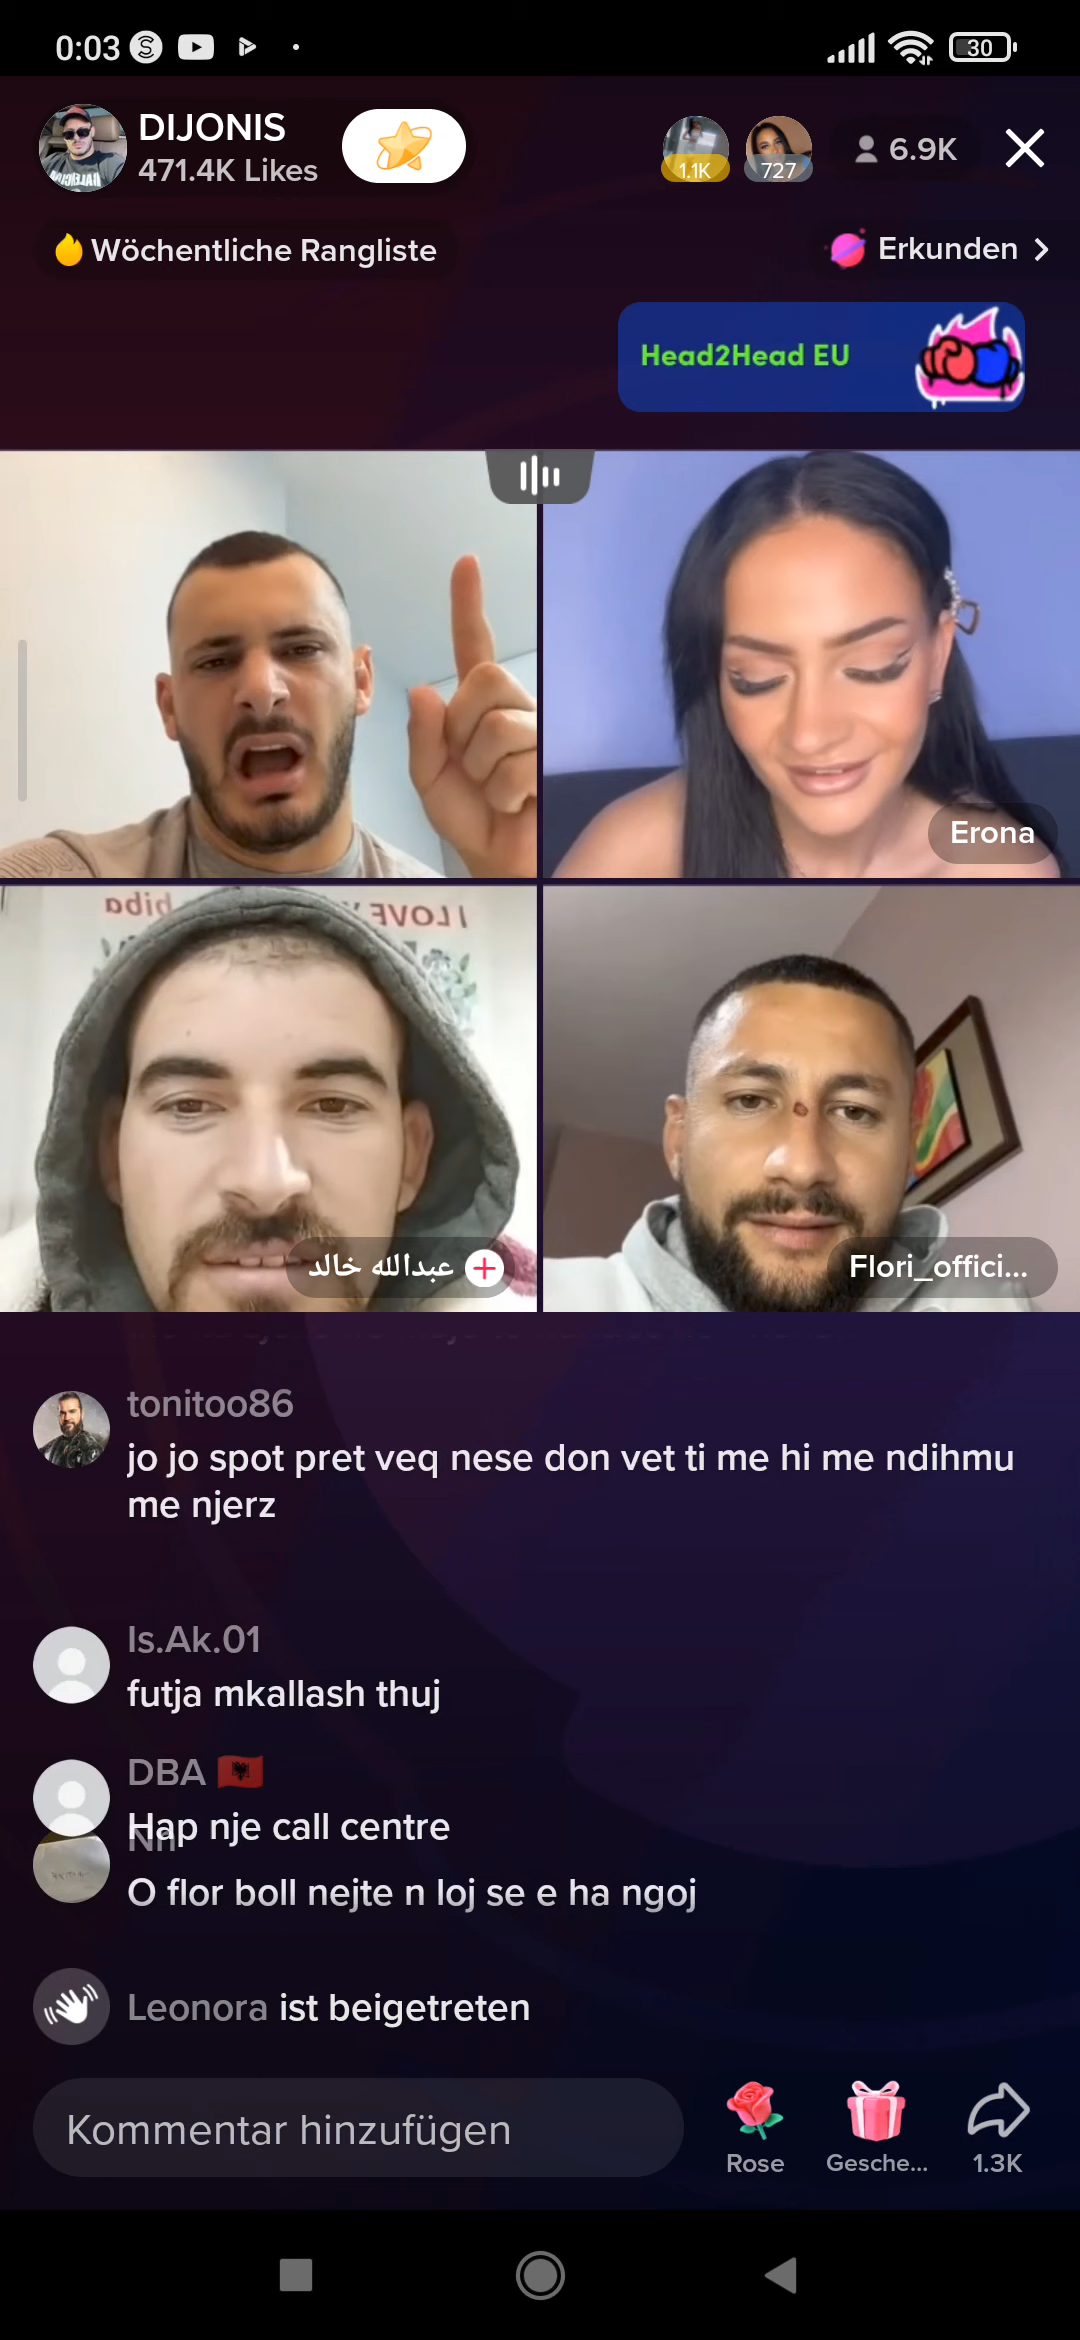 0:03
30
DIJONIS
471.4K Likes
1.1K
727
6.9K
Wöchentliche Rangliste
Erkunden
Head2Head EU
Erona
I LOVE
biba
عبدالله خالد
Flori_offici...
tonitoo86
jo jo spot pret veq nese don vet ti me hi me ndihmu
me njerz
Is.Ak.01
futja mkallash thuj
DBA 🇦🇱
Hap nje call centre
O flor boll nejte n loj se e ha ngoj
Leonora ist beigetreten
Kommentar hinzufügen
Rose
Gesche...
1.3K